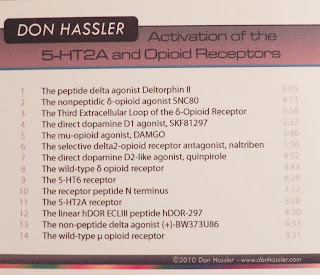 DON HASSLER
Activation of the
5-HT2A and Opioid Receptors
1 The peptide delta agonist Deltorphin II 6:05
2 The nonpeptidic δ-opioid agonist SNC80 4:13
3 The Third Extracellular Loop of the δ-Opioid Receptor 5:58
4 The direct dopamine D1 agonist, SKF81297 2:32
5 The mu-opioid agonist, DAMGO 3:46
6 The selective delta2-opioid receptor antagonist, naltriben 5:36
7 The direct dopamine D2-like agonist, quinpirole 4:52
8 The wild-type δ opioid receptor 4:43
9 The 5-HT6 receptor 6:20
10 The receptor peptide N terminus 7:17
11 The 5-HT2A receptor 5:28
12 The linear hDOR ECLIII peptide hDOR-297 4:30
13 The non-peptide delta agonist (+)-BW373U86 4:33
14 The wild-type μ opioid receptor 3:31
©2010 Don Hassler - www.donhassler.com